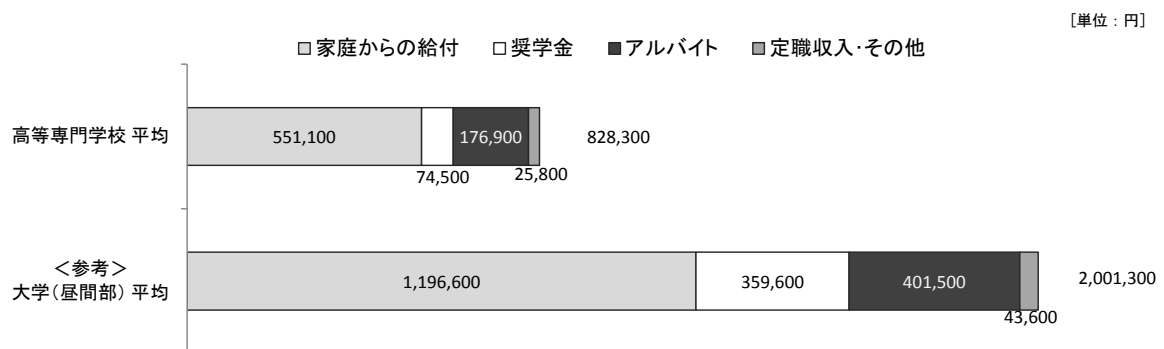 [単位：円]
家庭からの給付 奨学金 アルバイト 定職収入･その他
高等専門学校 平均
551,100 176,900 828,300
74,500 25,800
＜参考＞
大学（昼間部） 平均
1,196,600 359,600 401,500 2,001,300
43,600